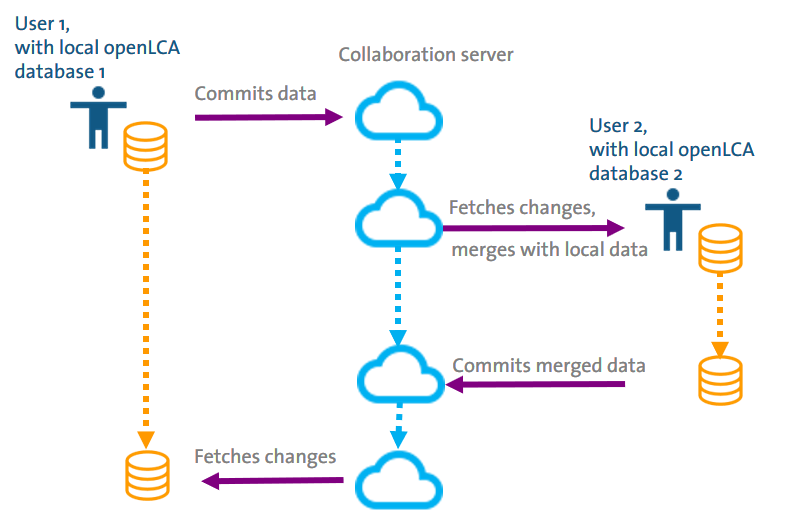 User 1,
with local openLCA
database 1
Collaboration server
Commits data
User 2,
with local openLCA
database 2
Fetches changes,
merges with local data
Commits merged data
Fetches changes